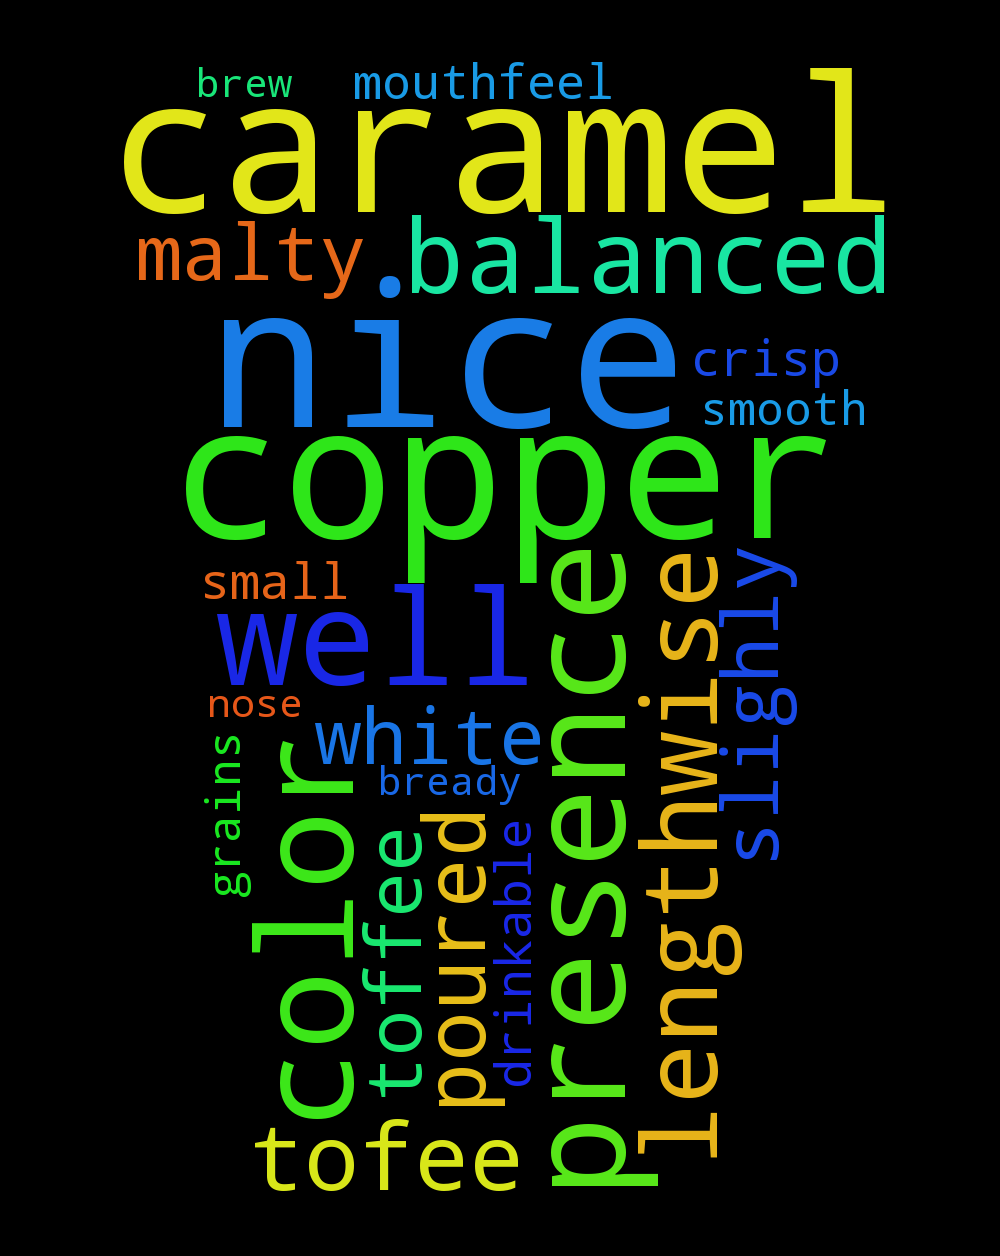 brew
mouthfeel
caramel
malty
balanced
nice
crisp
smooth
copper
small
well
presence
lengthwise
slighly
nose
white
grains
color
bready
toffee
poured
drinkable
tofee